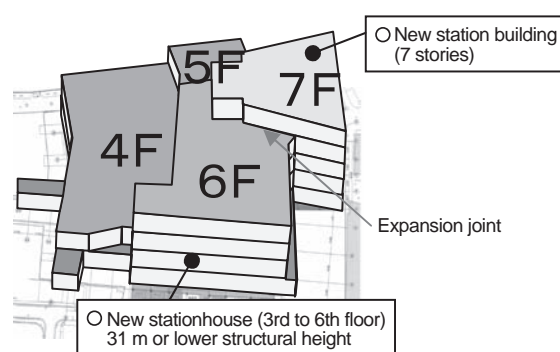 ○ New station building
(7 stories)
5F
7F
4F
6F
Expansion joint
○ New stationhouse (3rd to 6th floor)
31 m or lower structural height